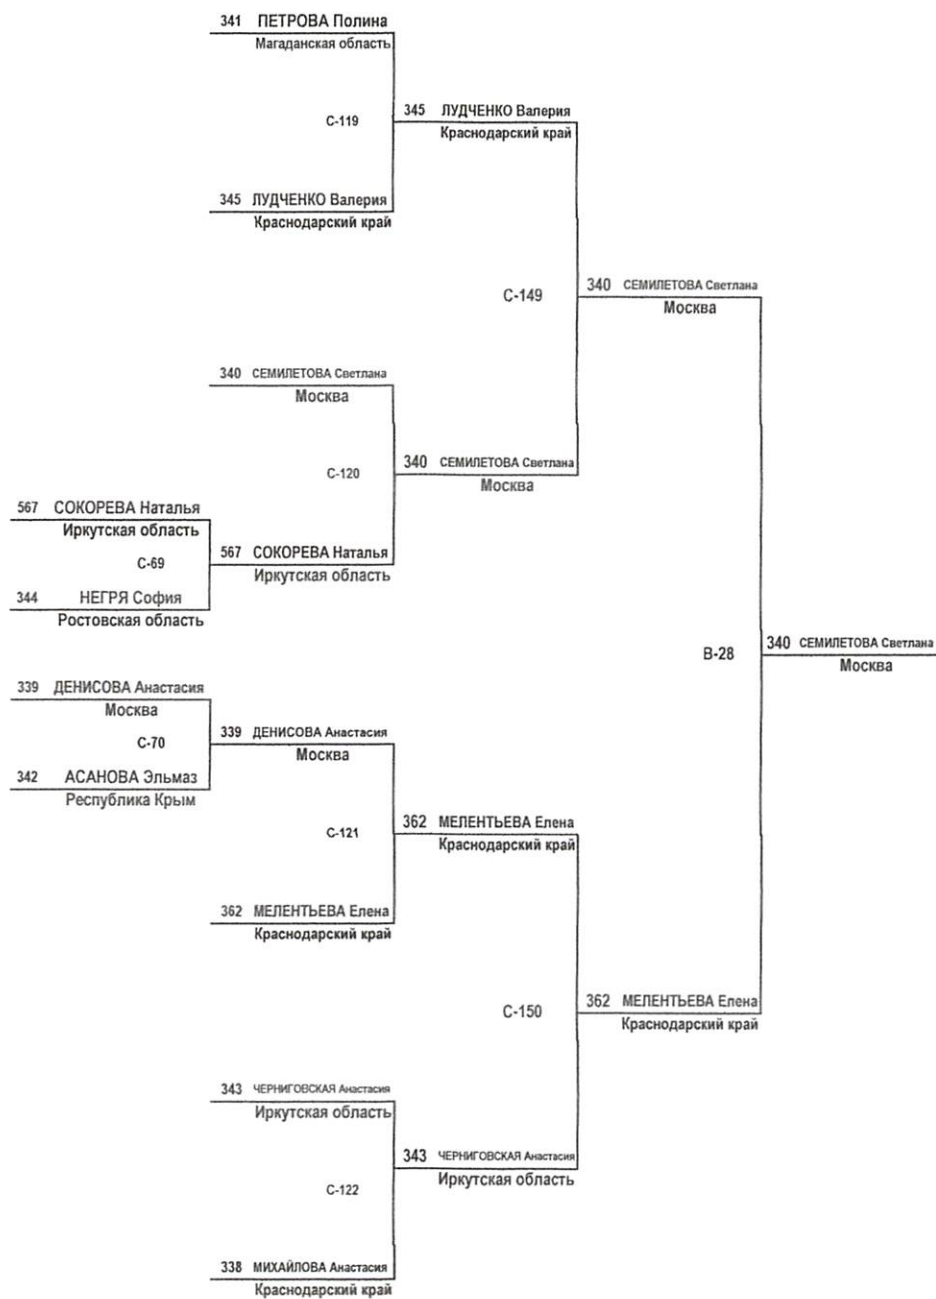 341 ПЕТРОВА Полина
Магаданская область
С-119
345 ЛУДЧЕНКО Валерия
Краснодарский край
345 ЛУДЧЕНКО Валерия
Краснодарский край
С-149
340 СЕМИЛЕТОВА Светлана
Москва
340 СЕМИЛЕТОВА Светлана
Москва
С-120
340 СЕМИЛЕТОВА Светлана
Москва
567 СОКОРЕВА Наталья
Иркутская область
С-69
567 СОКОРЕВА Наталья
Иркутская область
344 НЕГРЯ София
Ростовская область
В-28
340 СЕМИЛЕТОВА Светлана
Москва
339 ДЕНИСОВА Анастасия
Москва
С-70
339 ДЕНИСОВА Анастасия
Москва
342 АСАНОВА Эльмаз
Республика Крым
С-121
362 МЕЛЕНТЬЕВА Елена
Краснодарский край
362 МЕЛЕНТЬЕВА Елена
Краснодарский край
С-150
362 МЕЛЕНТЬЕВА Елена
Краснодарский край
343 ЧЕРНИГОВСКАЯ Анастасия
Иркутская область
С-122
343 ЧЕРНИГОВСКАЯ Анастасия
Иркутская область
338 МИХАЙЛОВА Анастасия
Краснодарский край